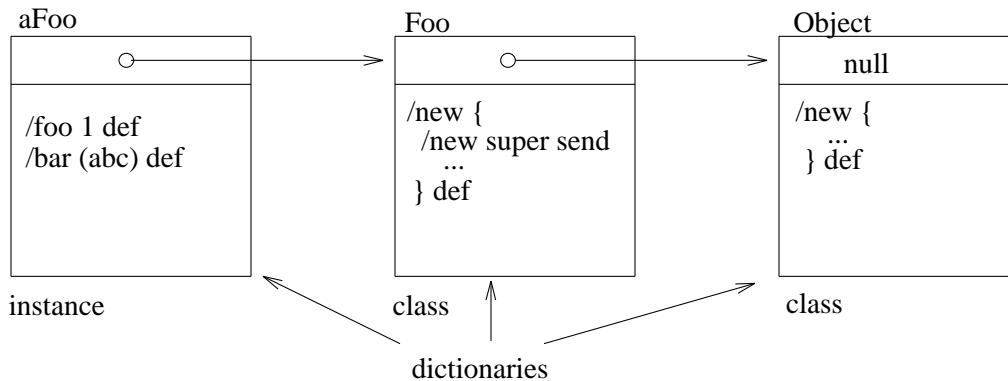 aFoo
Foo
Object
null
/foo 1 def
/bar (abc) def
/new {
/new super send
...
} def
/new {
...
} def
instance
class
class
dictionaries